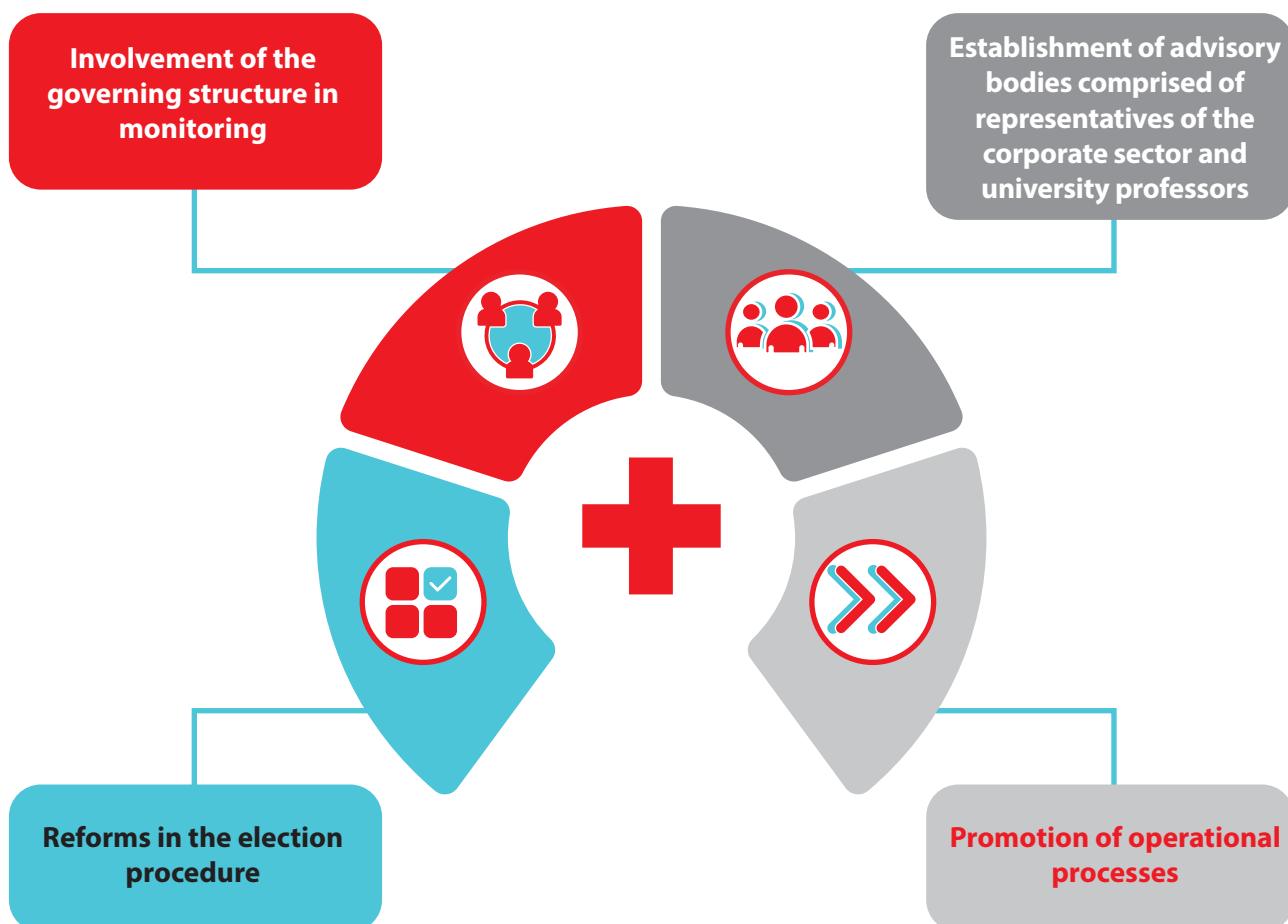 Involvement of the
governing structure in
monitoring
Establishment of advisory
bodies comprised of
representatives of the
corporate sector and
university professors
Reforms in the election
procedure
Promotion of operational
processes